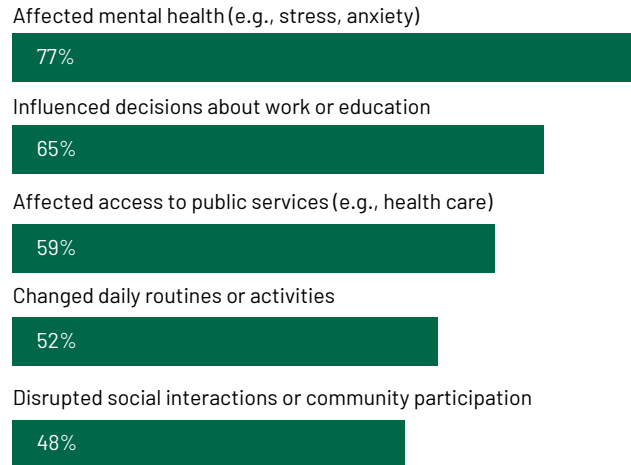 Affected mental health (e.g., stress, anxiety)
77%
Influenced decisions about work or education
65%
Affected access to public services (e.g., health care)
59%
Changed daily routines or activities
52%
Disrupted social interactions or community participation
48%